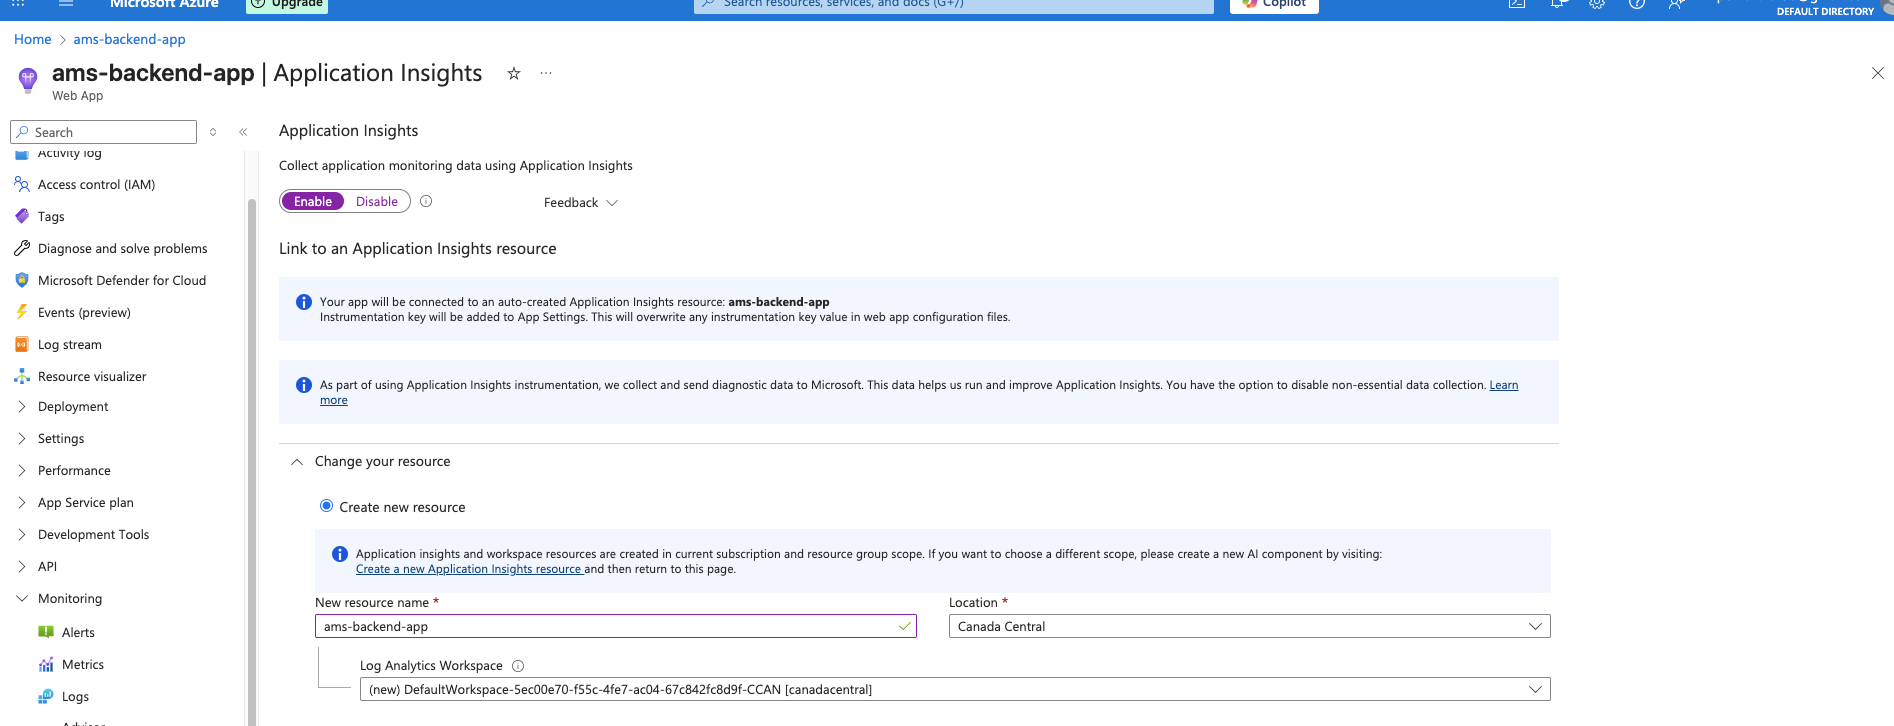 Microsoft Azure
Upgrade
Search resources, services, and docs (G+/)
Copilot
DEFAULT DIRECTORY
Home > ams-backend-app
ams-backend-app | Application Insights
Web App
Search
Activity log
Access control (IAM)
Tags
Diagnose and solve problems
Microsoft Defender for Cloud
Events (preview)
Log stream
Resource visualizer
Deployment
Settings
Performance
App Service plan
Development Tools
API
Monitoring
Alerts
Metrics
Logs
Advisor
Application Insights
Collect application monitoring data using Application Insights
Enable Disable
Feedback
Link to an Application Insights resource
Your app will be connected to an auto-created Application Insights resource: ams-backend-app
Instrumentation key will be added to App Settings. This will overwrite any instrumentation key value in web app configuration files.
As part of using Application Insights instrumentation, we collect and send diagnostic data to Microsoft. This data helps us run and improve Application Insights. You have the option to disable non-essential data collection. Learn
more
Change your resource
Create new resource
Application insights and workspace resources are created in current subscription and resource group scope. If you want to choose a different scope, please create a new AI component by visiting:
Create a new Application Insights resource and then return to this page.
New resource name *
ams-backend-app
Location *
Canada Central
Log Analytics Workspace
(new) DefaultWorkspace-5ec00e70-f55c-4fe7-ac04-67c842fc8d9f-CCAN [canadacentral]